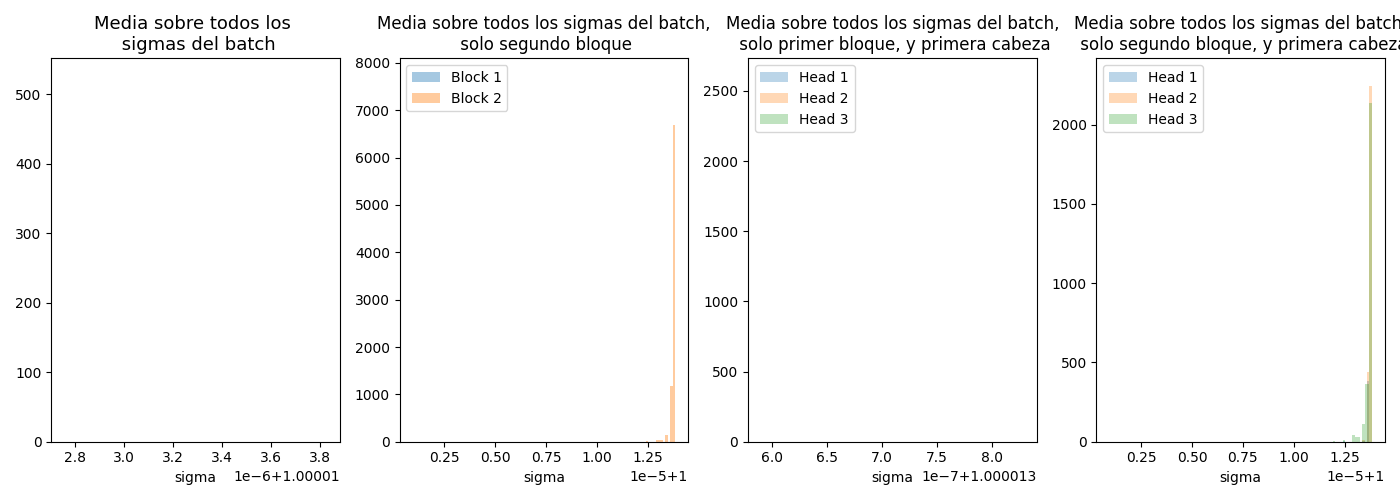 Media sobre todos los
sigmas del batch
500
400
300
200
100
0
2.8 3.0 3.2 3.4 3.6 3.8
sigma 1e−6+1.00001
Media sobre todos los sigmas del batch,
solo segundo bloque
Block 1
Block 2
8000
7000
6000
5000
4000
3000
2000
1000
0
0.25 0.50 0.75 1.00 1.25
sigma 1e−5+1
Media sobre todos los sigmas del batch,
solo primer bloque, y primera cabeza
Head 1
Head 2
Head 3
2500
2000
1500
1000
500
0
6.0 6.5 7.0 7.5 8.0
sigma 1e−7+1.000013
Media sobre todos los sigmas del batch
solo segundo bloque, y primera cabeza
Head 1
Head 2
Head 3
2000
1500
1000
500
0
0.25 0.50 0.75 1.00 1.25
sigma 1e−5+1